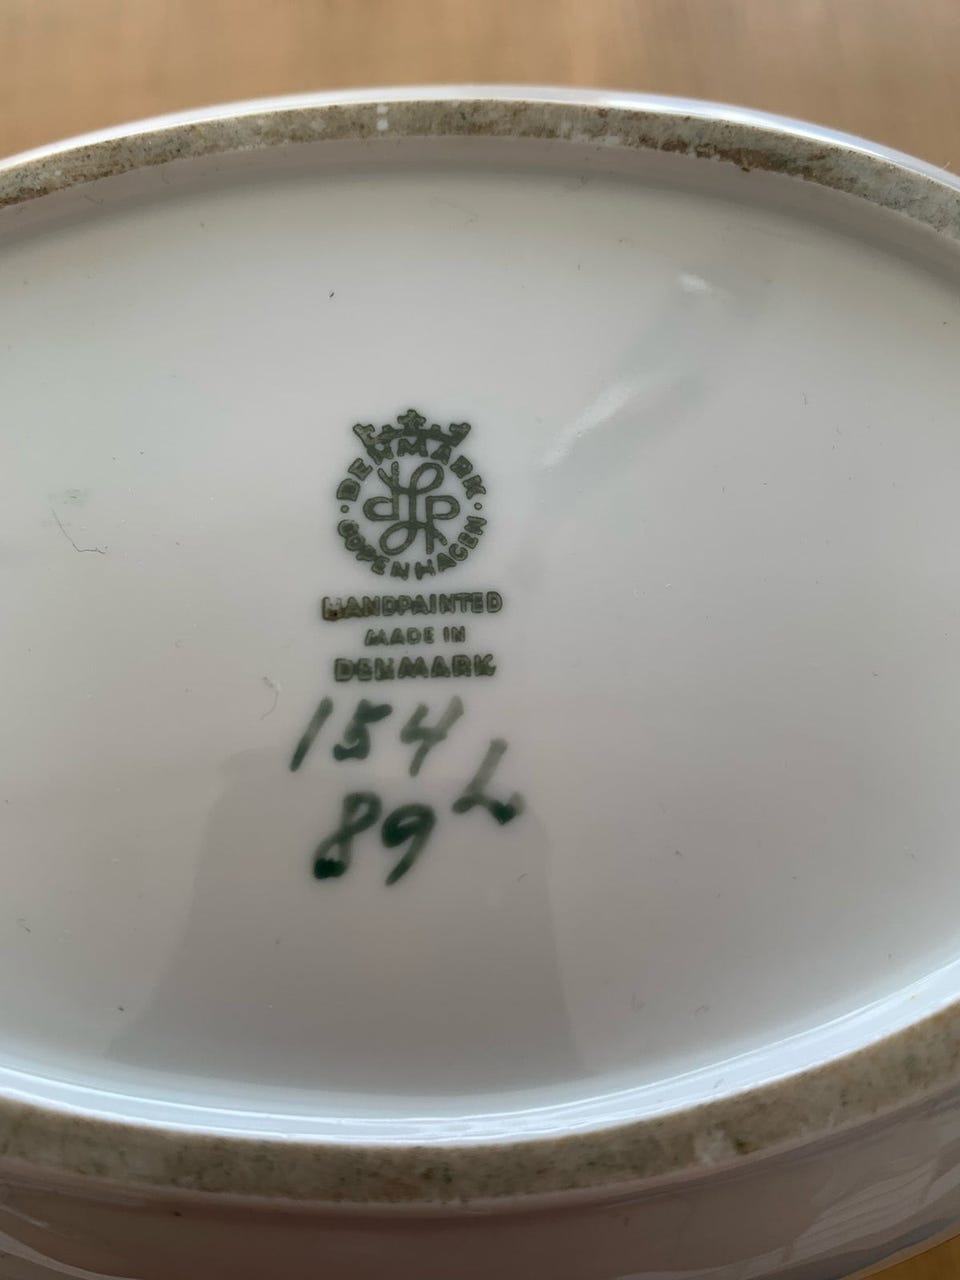 DENMARK
COPENHAGEN
HANDPAINTED
MADE IN
DENMARK
154
89 L.